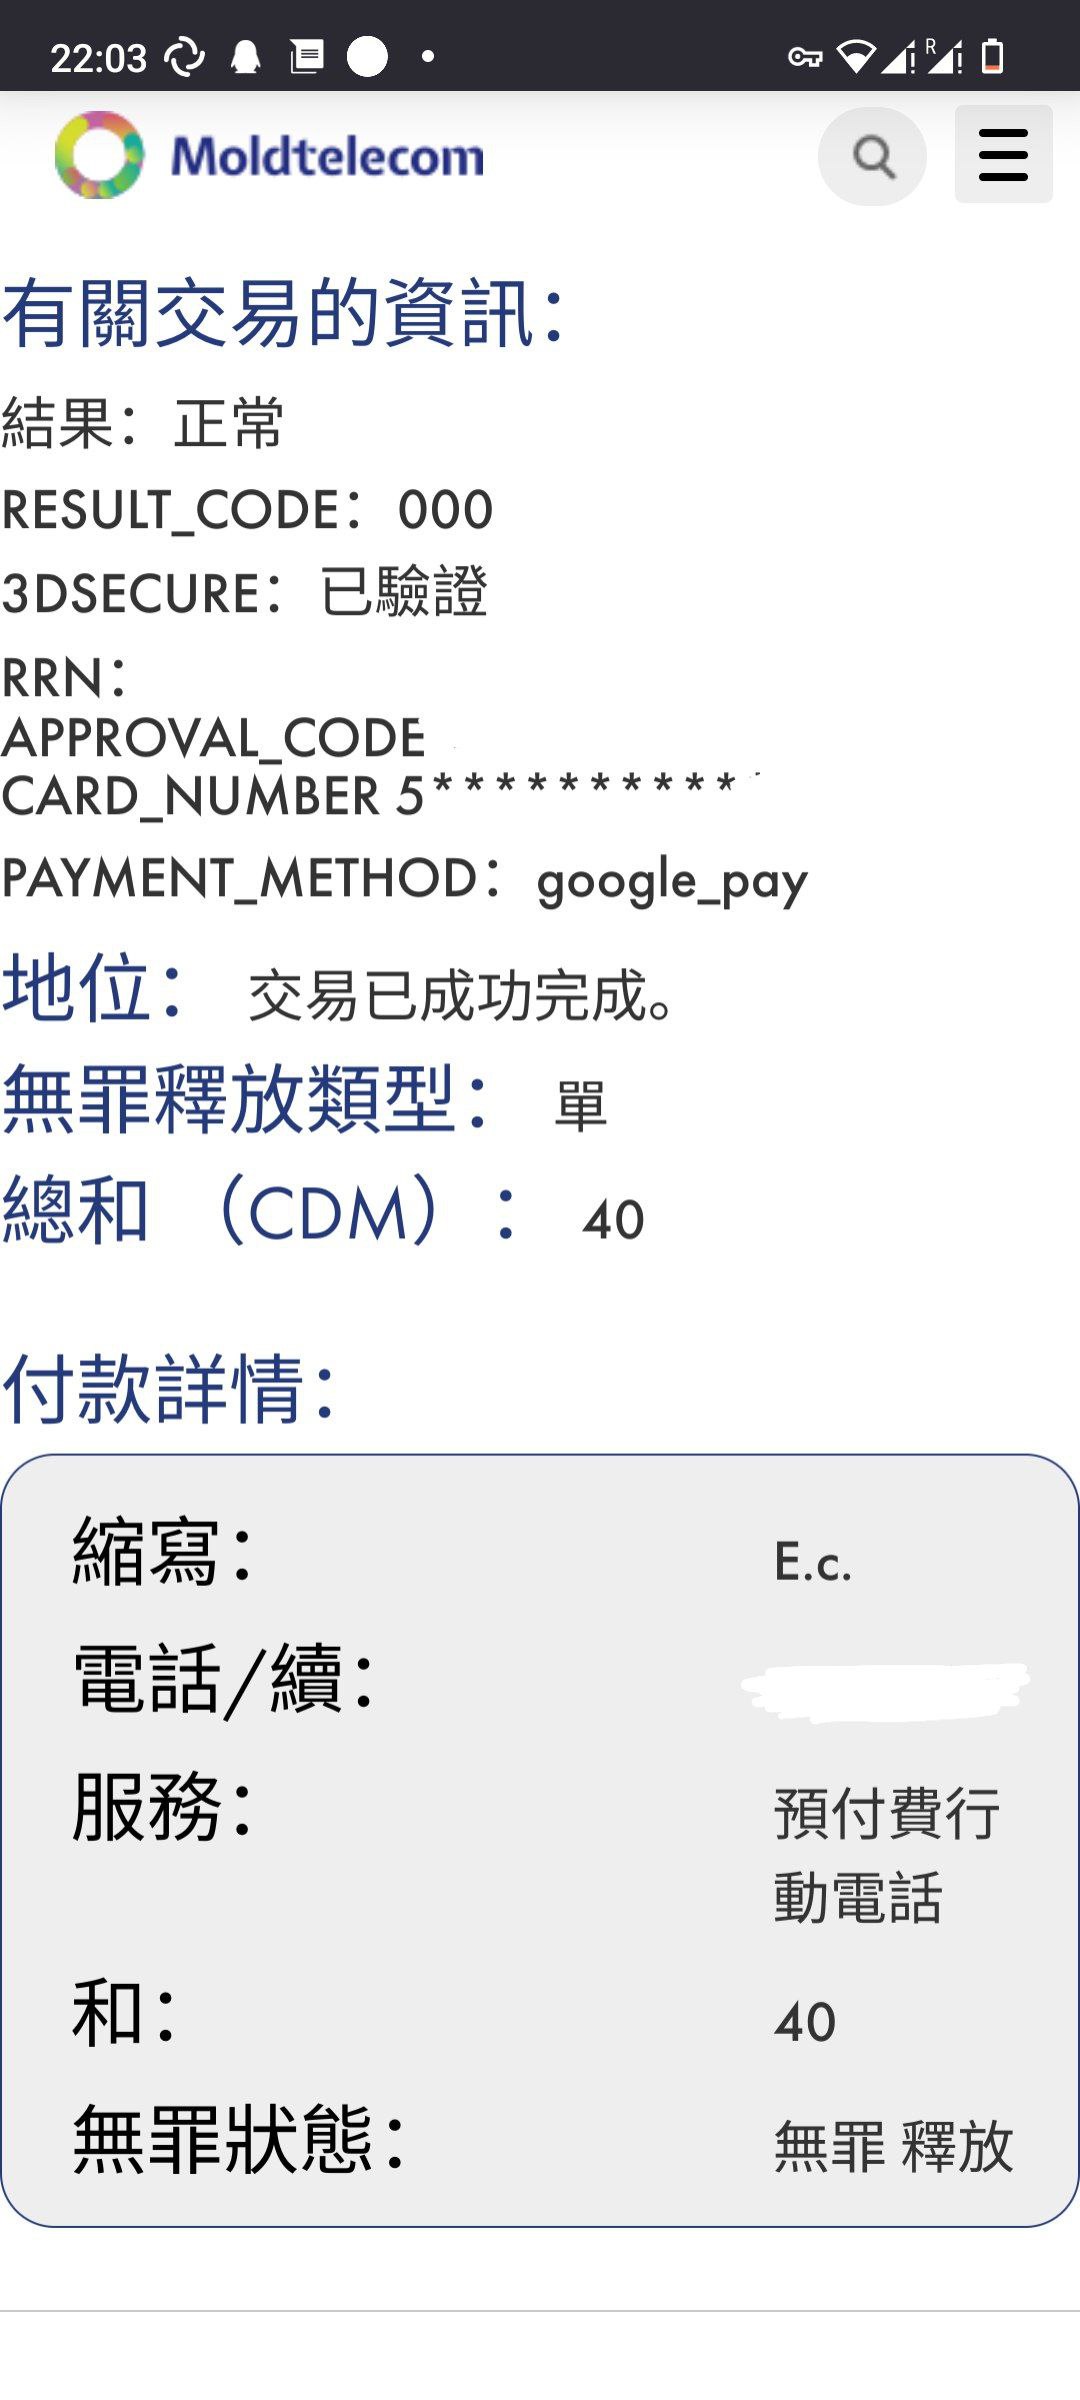 22:03
R
Moldtelecom
有關交易的資訊：
結果：正常
RESULT_CODE：000
3DSECURE：已驗證
RRN：
APPROVAL_CODE
CARD_NUMBER 5**********
PAYMENT_METHOD：google_pay
地位： 交易已成功完成。
無罪釋放類型： 單
總和 （CDM）： 40
付款詳情：
縮寫： E.c.
電話/續：
服務： 預付費行
動電話
和： 40
無罪狀態： 無罪 釋放